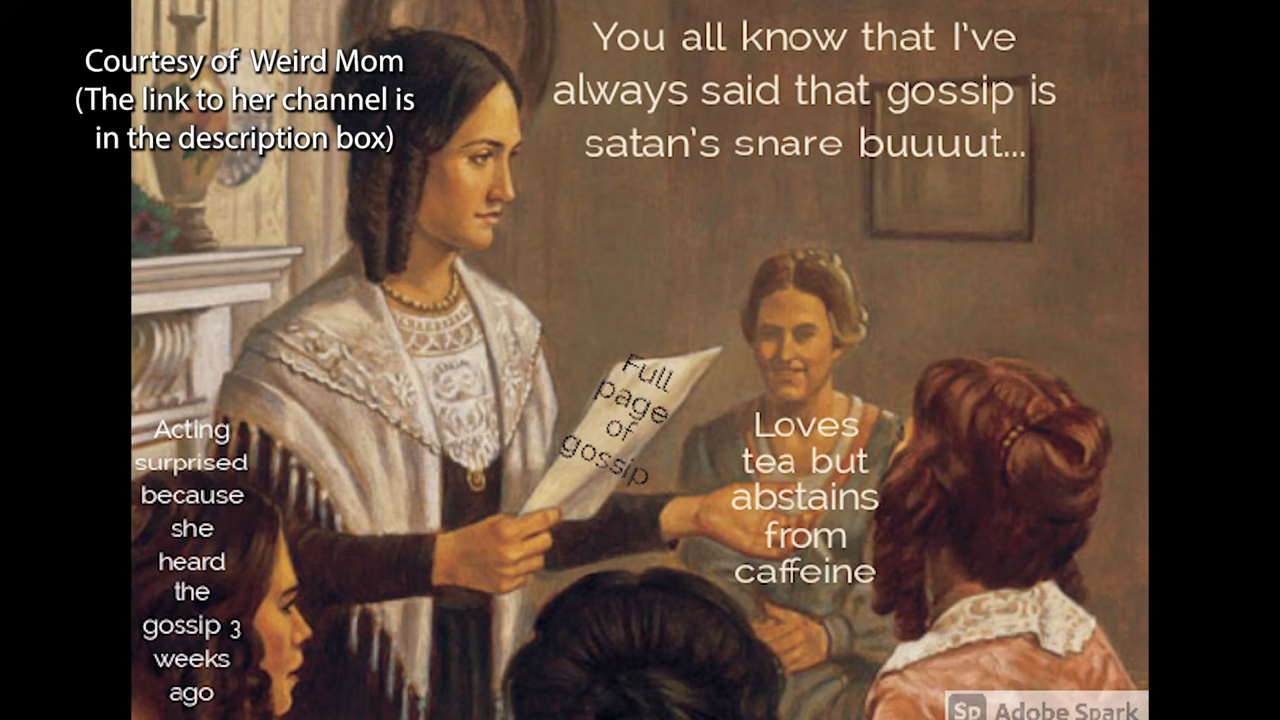 Courtesy of Weird Mom
(The link to her channel is
in the description box)
You all know that I've
always said that gossip is
satan's snare buuuut...
Full
page
of
gossip
Loves
tea but
abstains
from
caffeine
Acting
surprised
because
she
heard
the
gossip 3
weeks
ago
Sp Adobe Spark